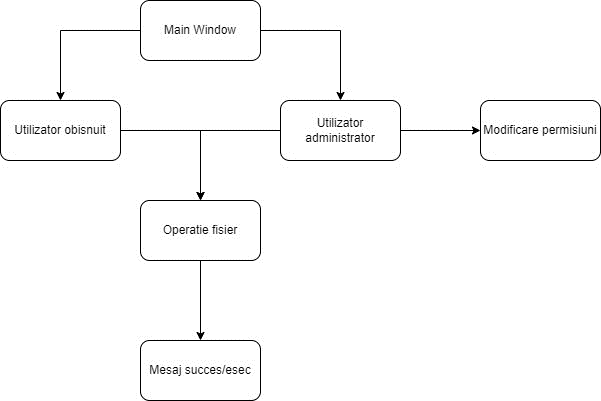 Main Window
Utilizator obisnuit
Utilizator
administrator
Modificare permisiuni
Operatie fisier
Mesaj succes/esec